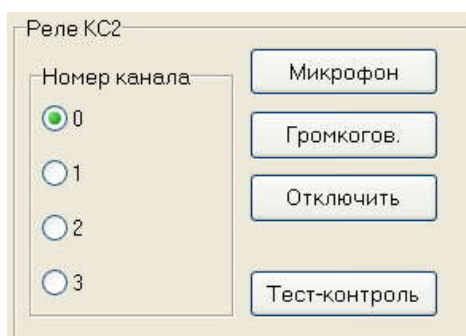 Реле КС2
Номер канала
0
1
2
3
Микрофон
Громкогов.
Отключить
Тест-контроль